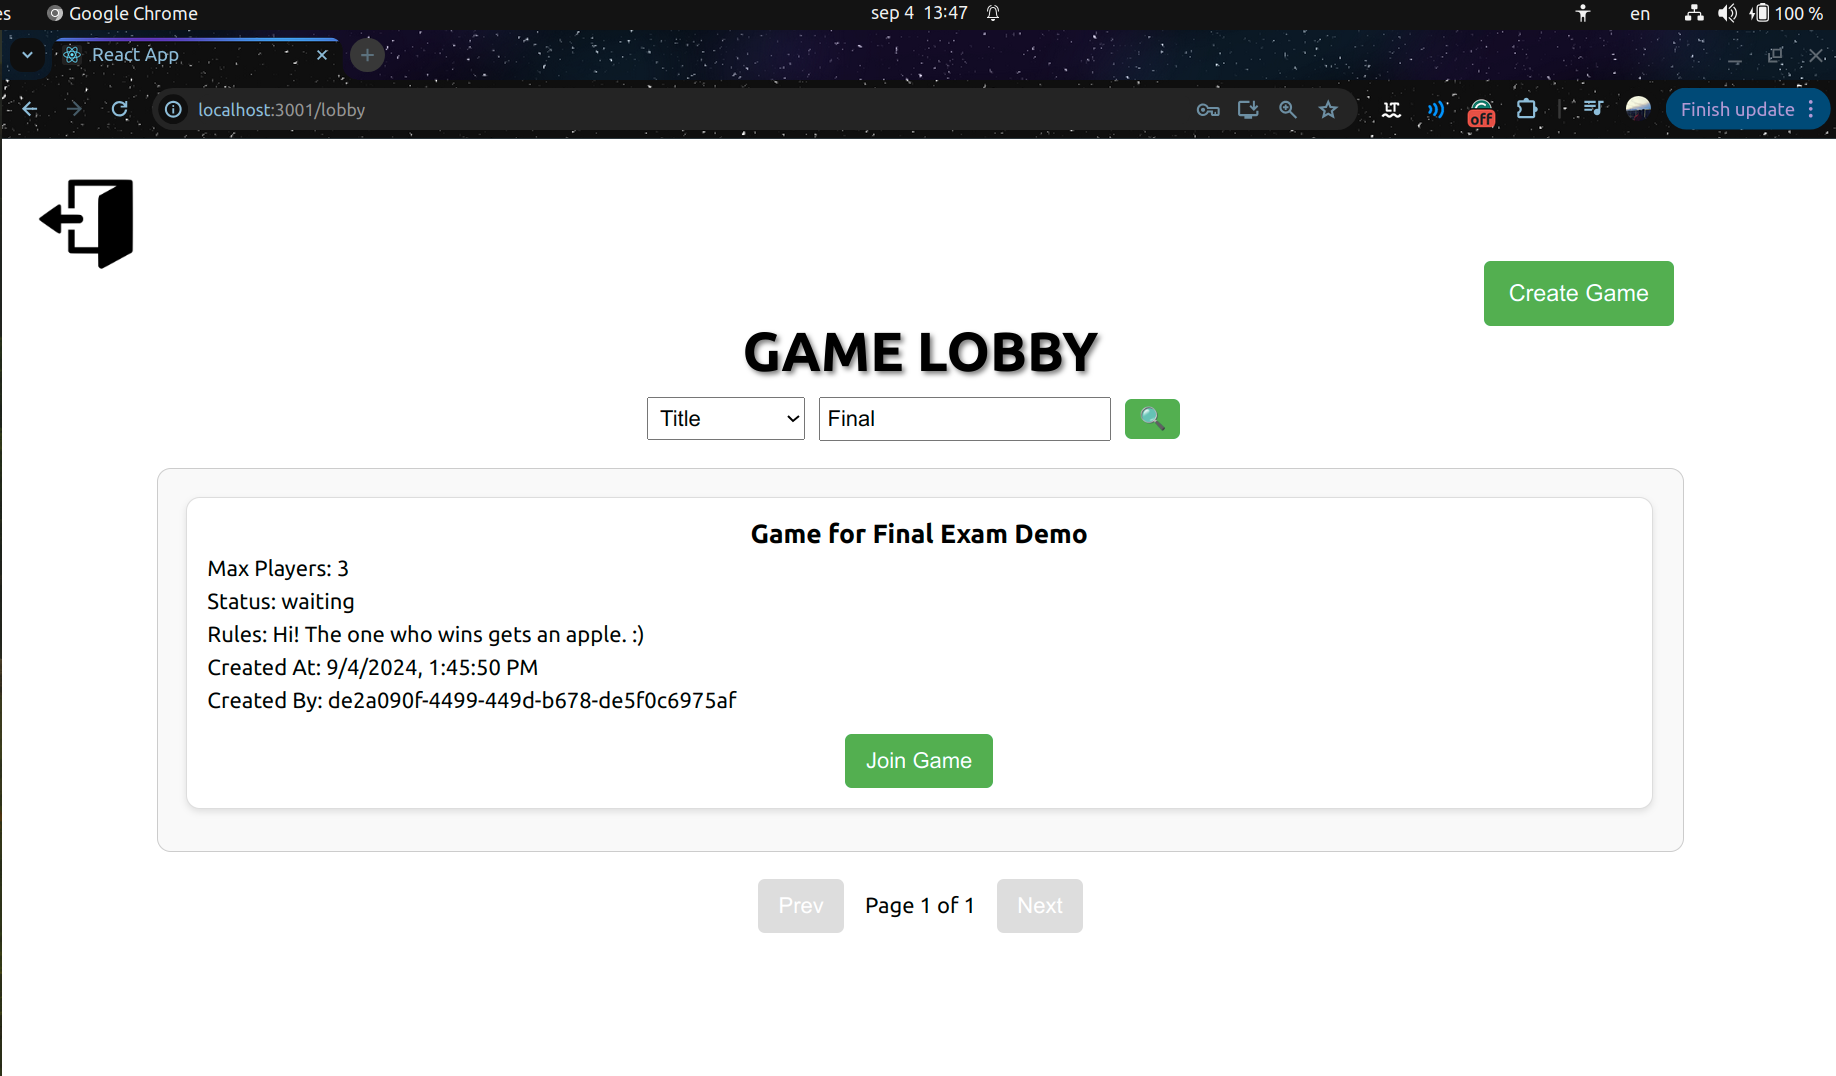 es Google Chrome sep 4 13:47 en 100 %
React App
localhost:3001/lobby LT off Finish update
Create Game
GAME LOBBY
Title Final
Game for Final Exam Demo
Max Players: 3
Status: waiting
Rules: Hi! The one who wins gets an apple. :)
Created At: 9/4/2024, 1:45:50 PM
Created By: de2a090f-4499-449d-b678-de5f0c6975af
Join Game
Prev Page 1 of 1 Next